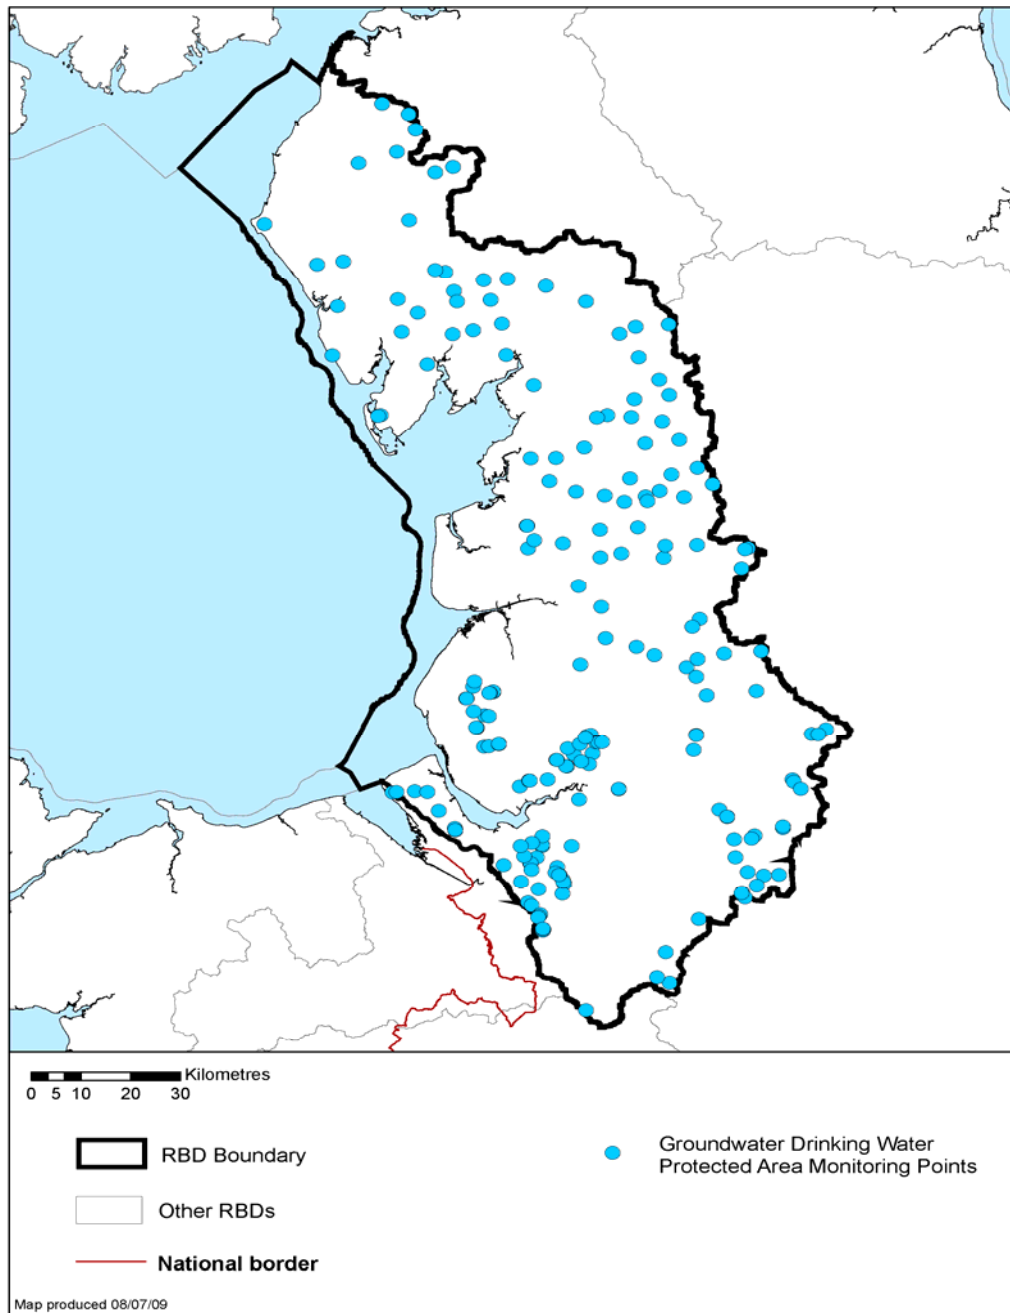 Kilometres
0 5 10 20 30
RBD Boundary
Other RBDs
National border
Groundwater Drinking Water
Protected Area Monitoring Points
Map produced 08/07/09